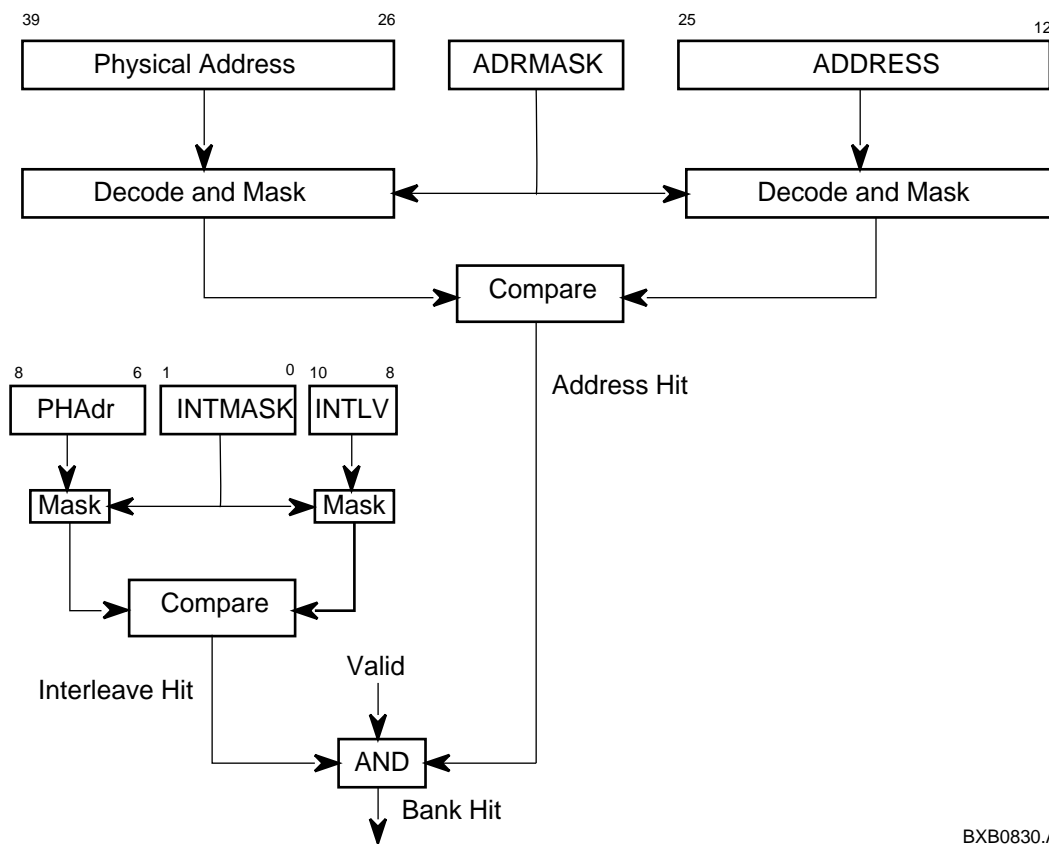 39 26 25 12
Physical Address ADRMASK ADDRESS
Decode and Mask Decode and Mask
Compare
8 6 1 0 10 8
Address Hit
PHAdr INTMASK INTLV
Mask Mask
Compare
Valid
Interleave Hit
AND
Bank Hit
BXB0830.A